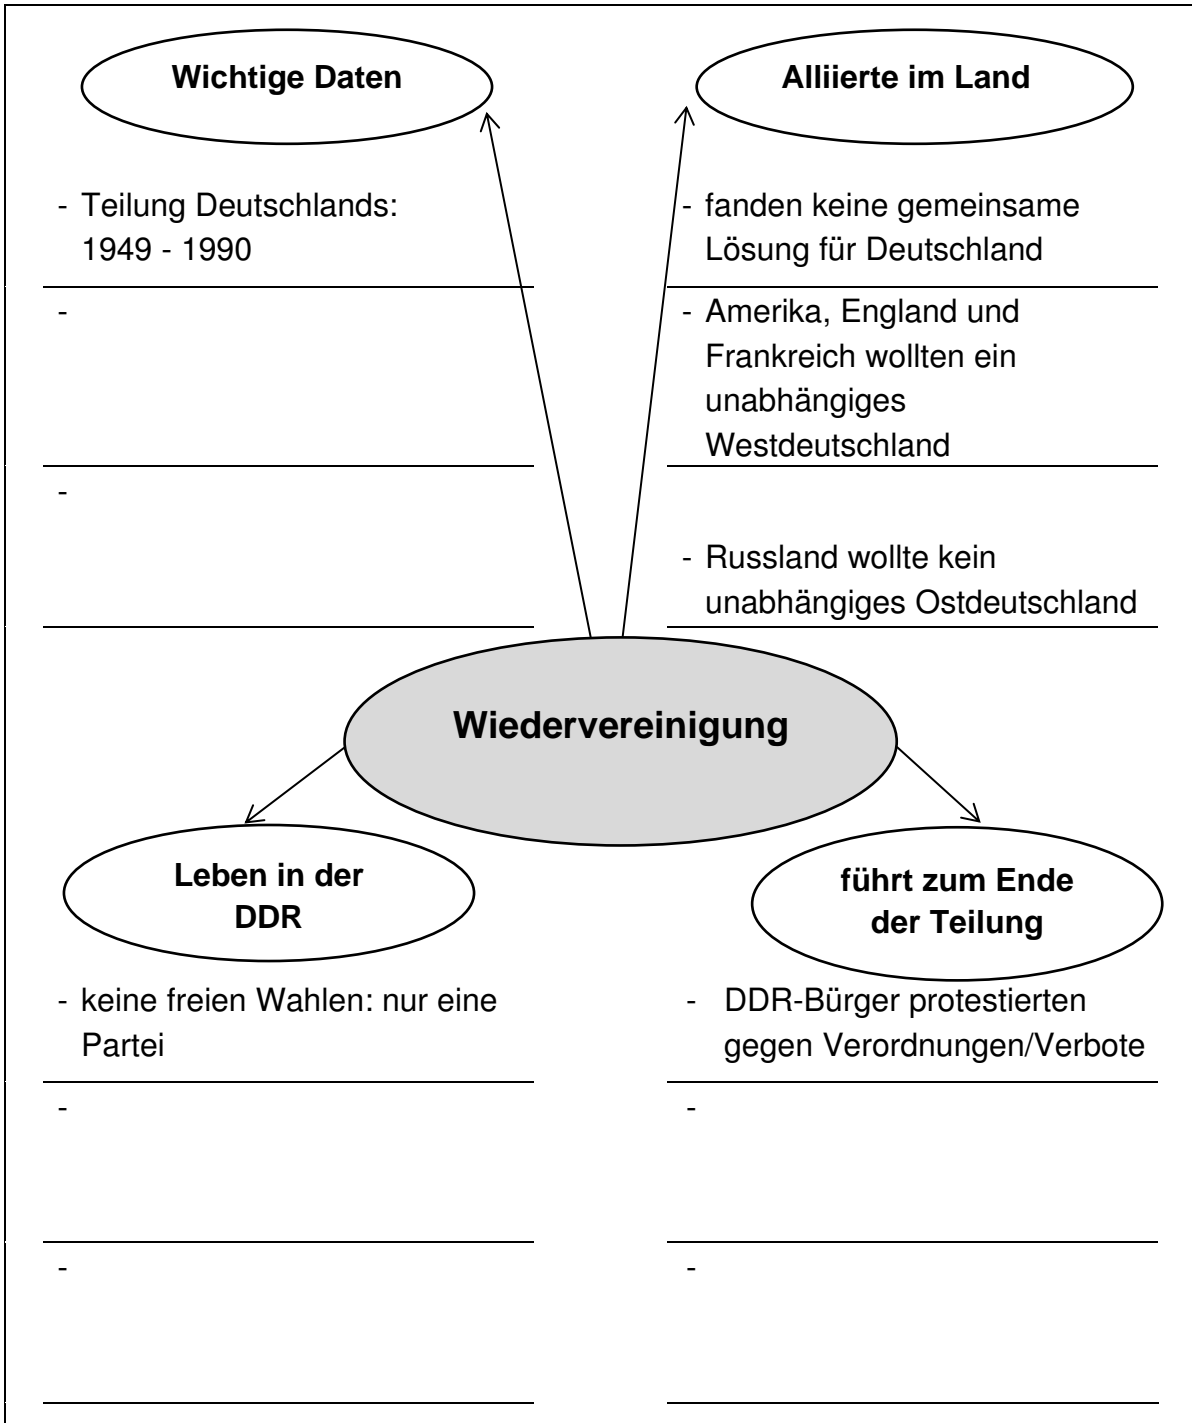 Wichtige Daten
- Teilung Deutschlands:
1949 - 1990
-
-
Alliierte im Land
- fanden keine gemeinsame
Lösung für Deutschland
- Amerika, England und
Frankreich wollten ein
unabhängiges
Westdeutschland
- Russland wollte kein
unabhängiges Ostdeutschland
Wiedervereinigung
Leben in der
DDR
- keine freien Wahlen: nur eine
Partei
-
-
führt zum Ende
der Teilung
- DDR-Bürger protestierten
gegen Verordnungen/Verbote
-
-